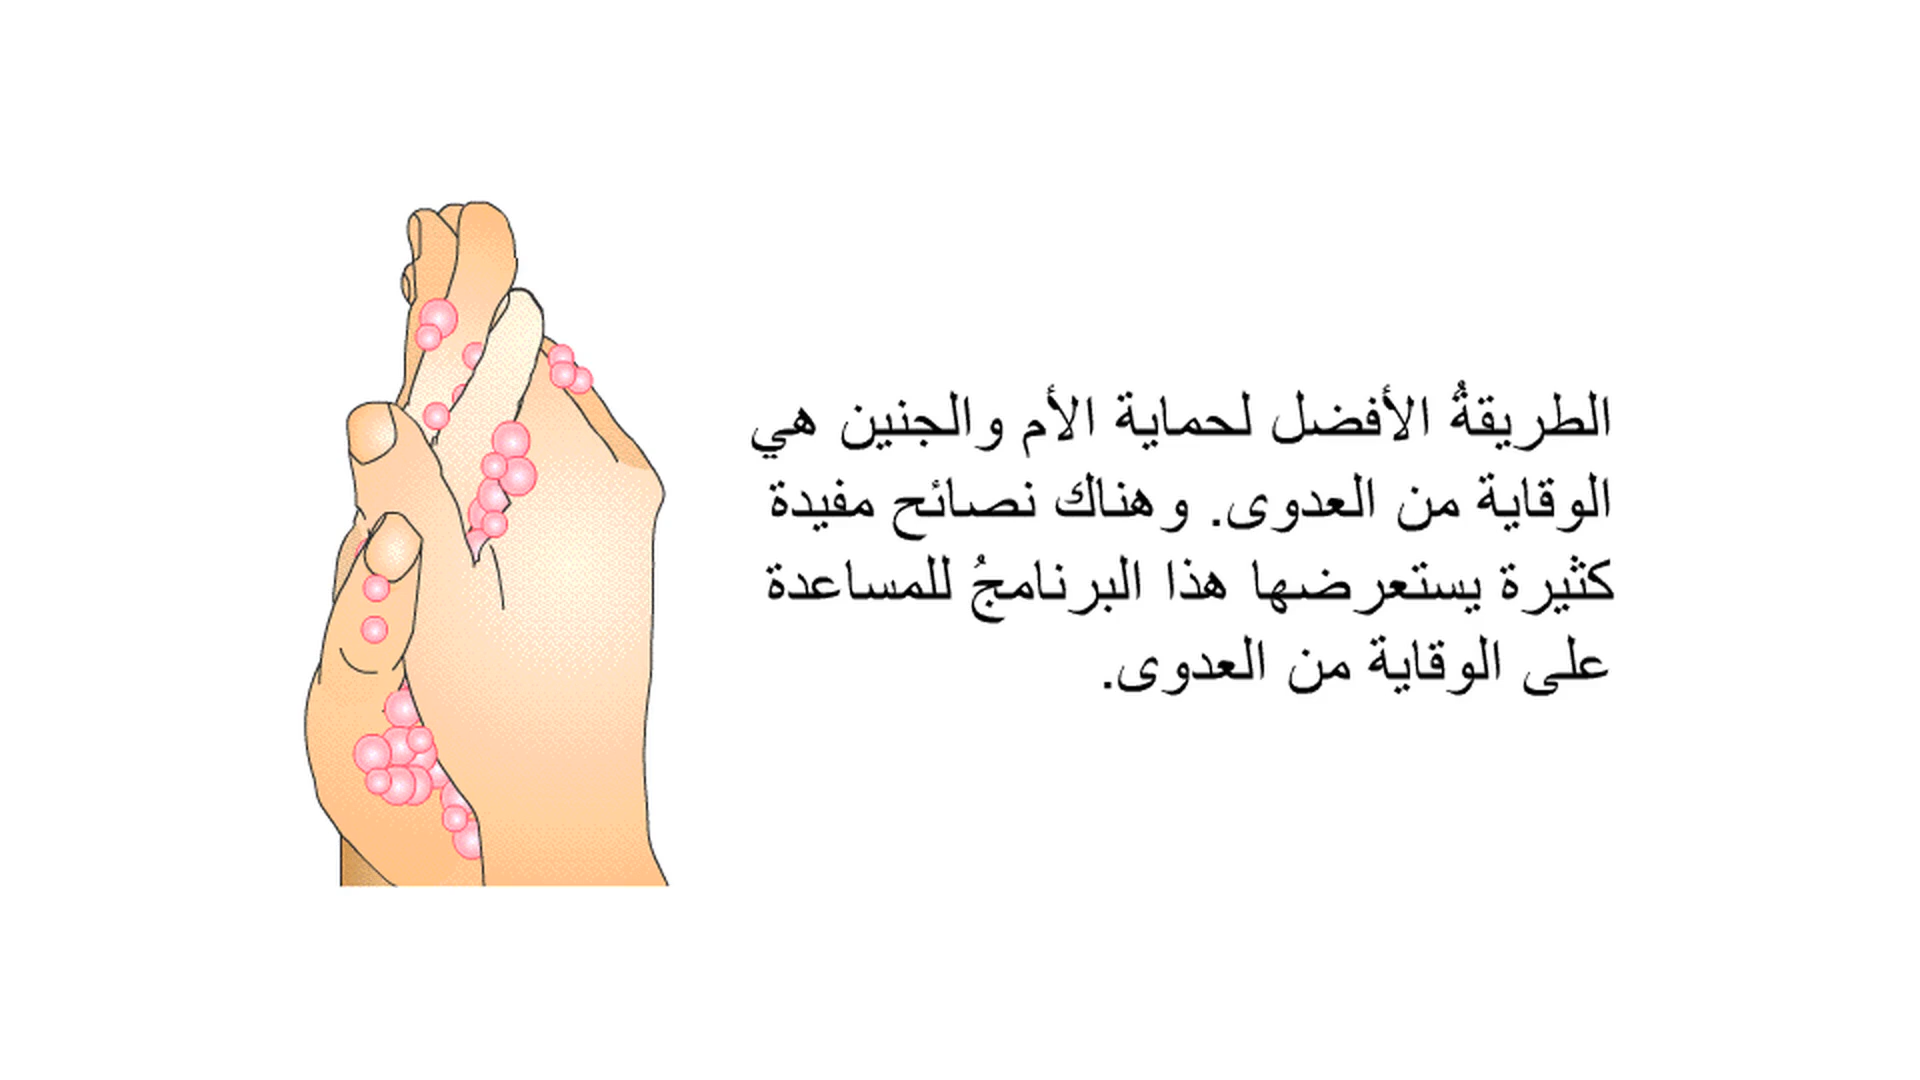 الطريقةُ الأفضل لحماية الأم والجنين هي
الوقاية من العدوى. وهناك نصائح مفيدة
كثيرة يستعرضها هذا البرنامجُ للمساعدة
على الوقاية من العدوى.